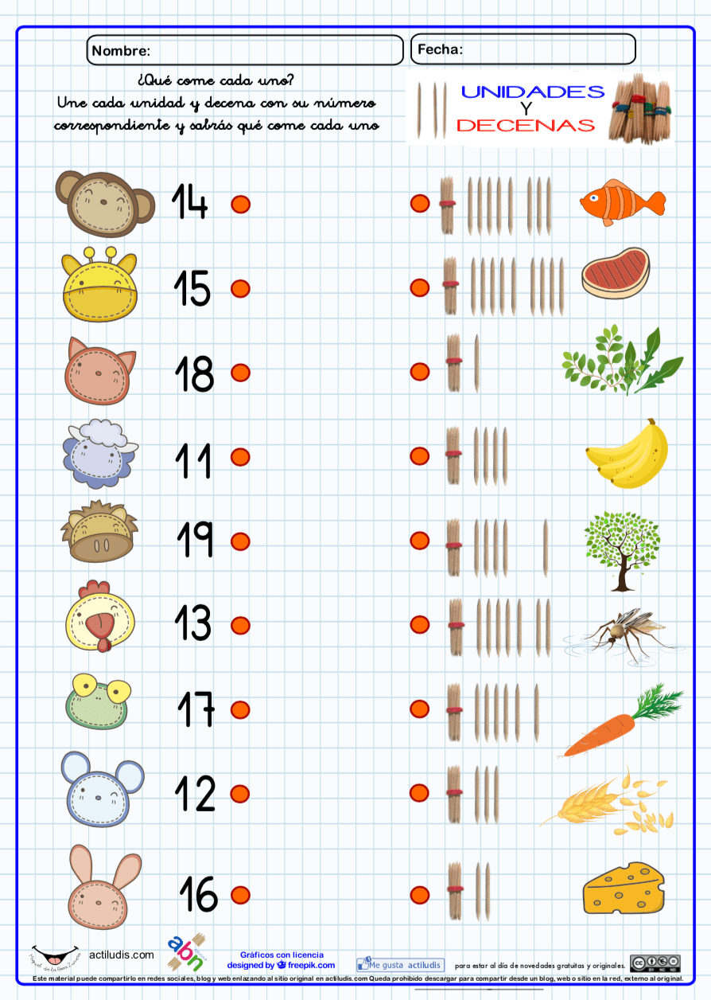 Nombre:
Fecha:
¿Qué come cada uno?
Une cada unidad y decena con su número
correspondiente y sabrás qué come cada uno
UNIDADES
Y
DECENAS
14
15
18
11
19
13
17
12
16
actiludis.com
abn
Gráficos con licencia
designed by freepik.com
Me gusta actiludis
para estar al día de novedades gratuitas y originales.
cc BY NC ND
Este material puede compartirlo en redes sociales, blog y web enlazando al sitio original en actiludis.com Queda prohibido descargar para compartir desde un blog, web o sitio en la red, externo al original.